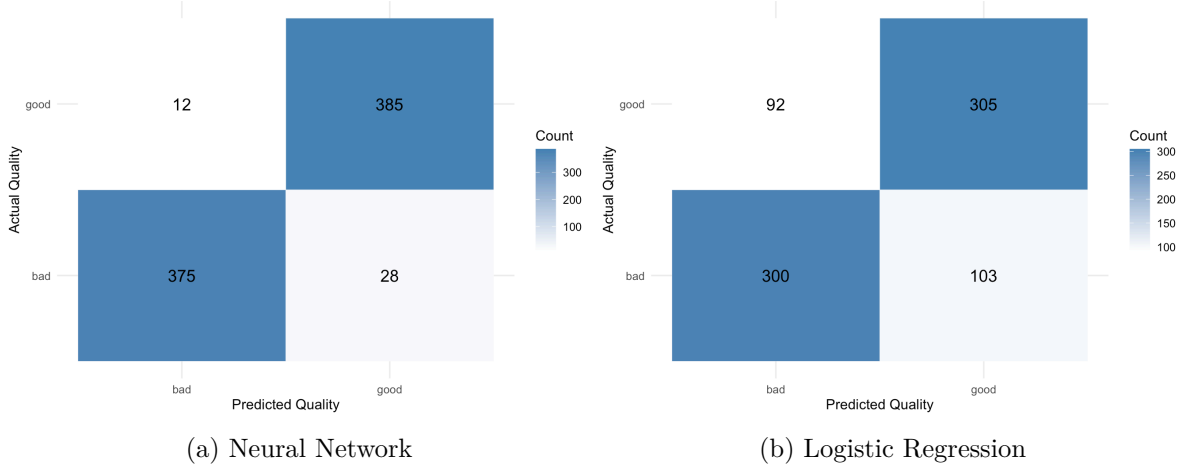 good
bad
Actual Quality
12
385
375
28
bad
good
Predicted Quality
Count
300
200
100
(a) Neural Network
good
bad
Actual Quality
92
305
300
103
bad
good
Predicted Quality
Count
300
250
200
150
100
(b) Logistic Regression